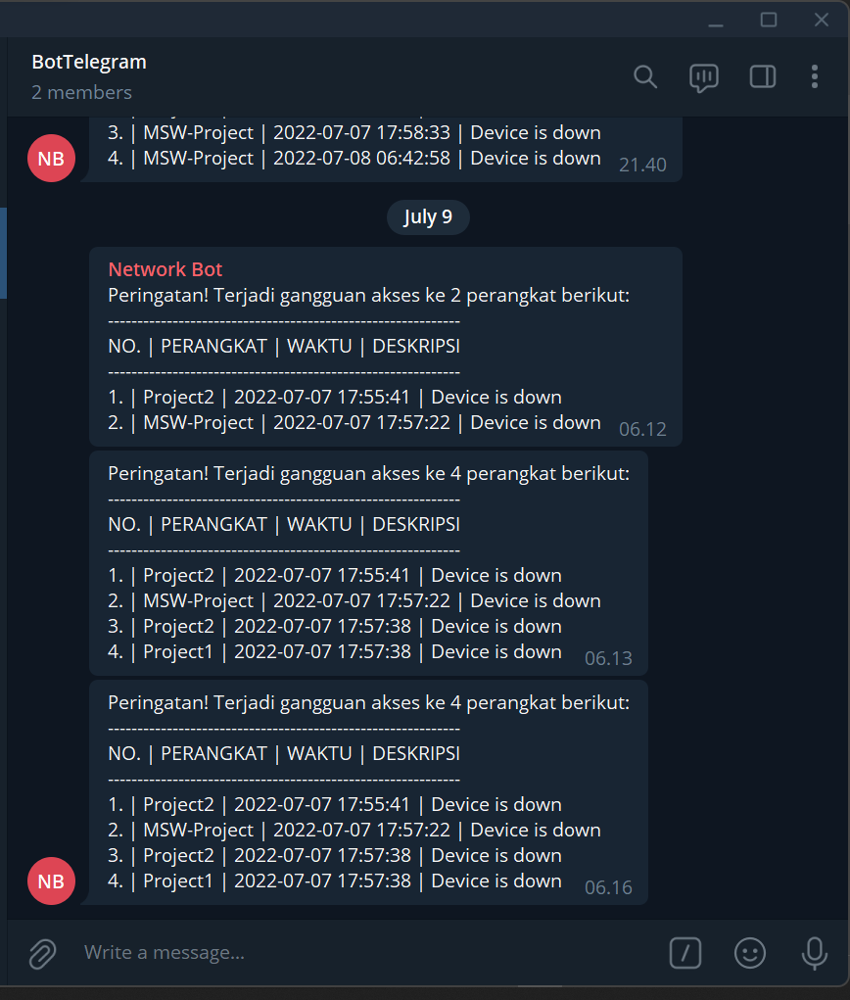 BotTelegram
2 members
3. | MSW-Project | 2022-07-07 17:58:33 | Device is down
4. | MSW-Project | 2022-07-08 06:42:58 | Device is down
21.40
NB
July 9
Network Bot
Peringatan! Terjadi gangguan akses ke 2 perangkat berikut:
------------------------------------------------------------
NO. | PERANGKAT | WAKTU | DESKRIPSI
------------------------------------------------------------
1. | Project2 | 2022-07-07 17:55:41 | Device is down
2. | MSW-Project | 2022-07-07 17:57:22 | Device is down
06.12
Peringatan! Terjadi gangguan akses ke 4 perangkat berikut:
------------------------------------------------------------
NO. | PERANGKAT | WAKTU | DESKRIPSI
------------------------------------------------------------
1. | Project2 | 2022-07-07 17:55:41 | Device is down
2. | MSW-Project | 2022-07-07 17:57:22 | Device is down
3. | Project2 | 2022-07-07 17:57:38 | Device is down
4. | Project1 | 2022-07-07 17:57:38 | Device is down
06.13
Peringatan! Terjadi gangguan akses ke 4 perangkat berikut:
------------------------------------------------------------
NO. | PERANGKAT | WAKTU | DESKRIPSI
------------------------------------------------------------
1. | Project2 | 2022-07-07 17:55:41 | Device is down
2. | MSW-Project | 2022-07-07 17:57:22 | Device is down
3. | Project2 | 2022-07-07 17:57:38 | Device is down
4. | Project1 | 2022-07-07 17:57:38 | Device is down
06.16
NB
Write a message...